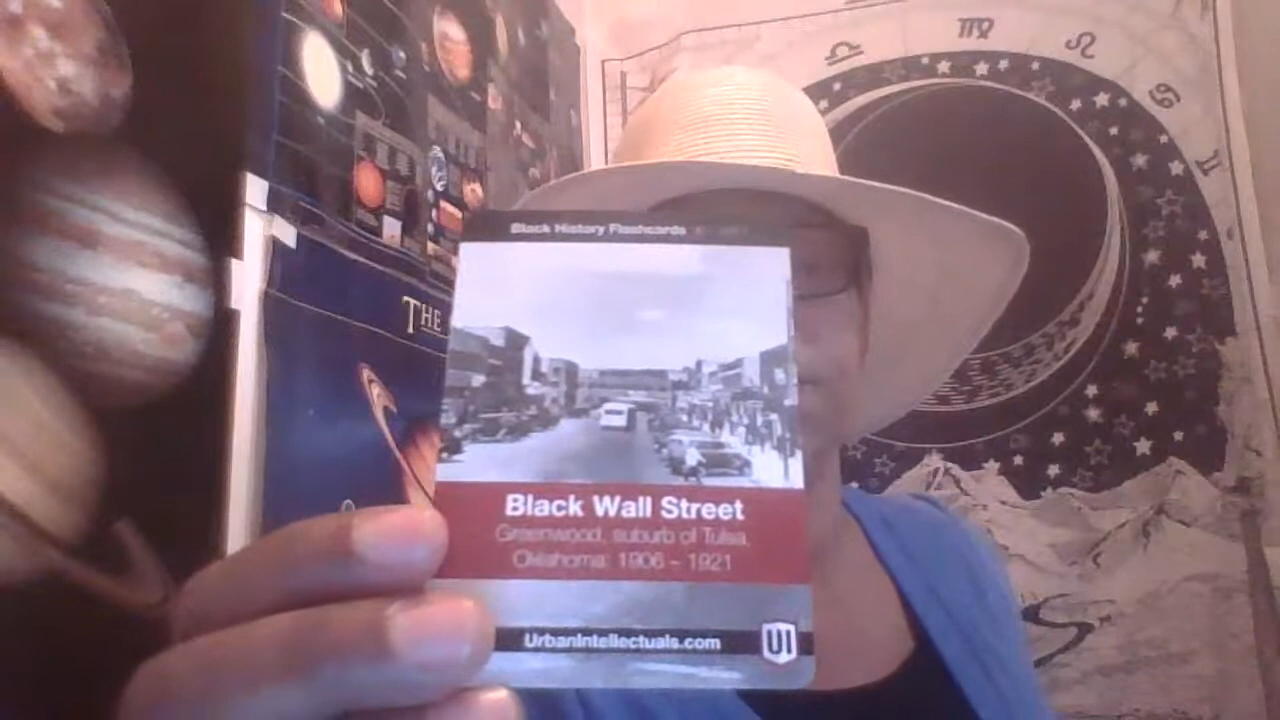 THE
Black History Flashcards
Black Wall Street
Greenwood, suburb of Tulsa,
Oklahoma: 1906 – 1921
UrbanIntellectuals.com
UI